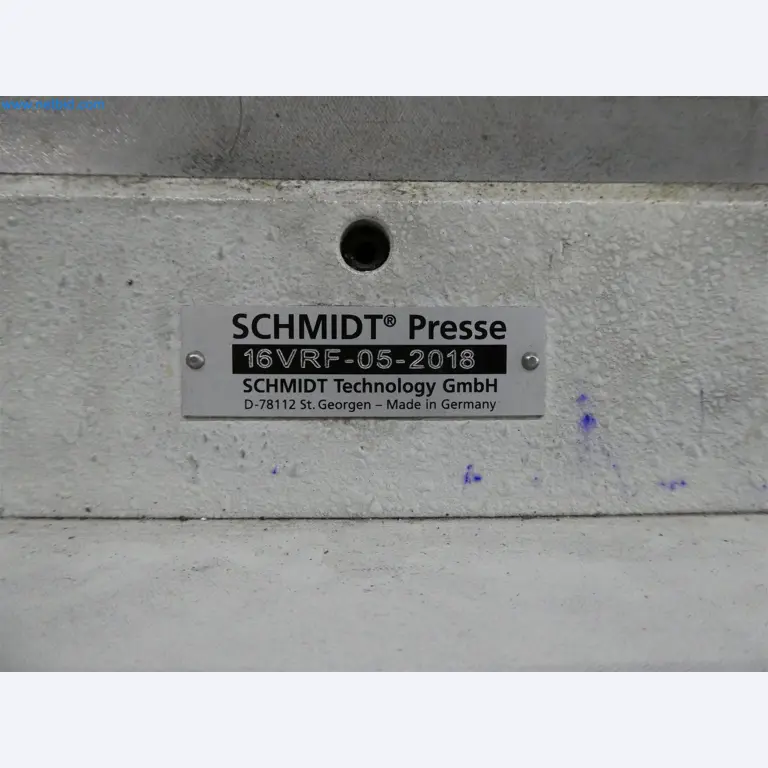 SCHMIDT® Presse
16VRF-05-2018
SCHMIDT Technology GmbH
D-78112 St. Georgen – Made in Germany